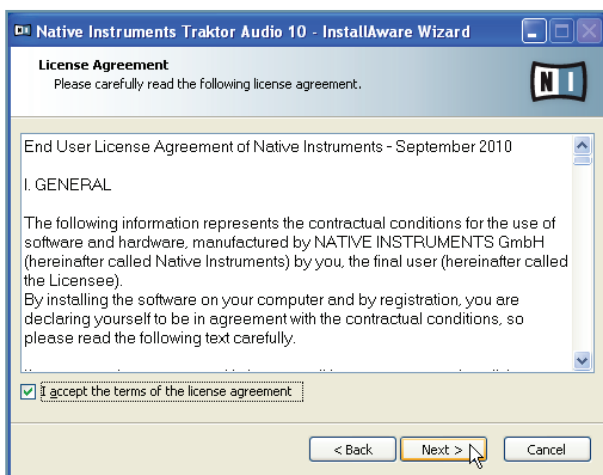 Native Instruments Traktor Audio 10 - InstallAware Wizard
License Agreement
Please carefully read the following license agreement.
NI
End User License Agreement of Native Instruments - September 2010
I. GENERAL
The following information represents the contractual conditions for the use of
software and hardware, manufactured by NATIVE INSTRUMENTS GmbH
(hereinafter called Native Instruments) by you, the final user (hereinafter called
the Licensee).
By installing the software on your computer and by registration, you are
declaring yourself to be in agreement with the contractual conditions, so
please read the following text carefully.
I accept the terms of the license agreement
< Back Next > Cancel